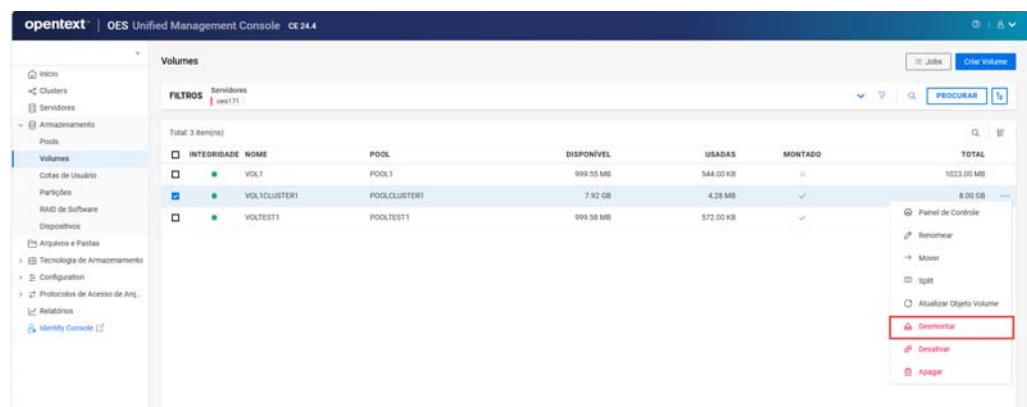 opentext | OES Unified Management Console CE 24.4
Início
Clusters
Servidores
Armazenamento
Pools
Volumes
Cotas de Usuário
Partições
RAID de Software
Dispositivos
Arquivos e Pastas
Tecnologia de Armazenamento
Configuration
Protocolos de Acesso de Arq...
Relatórios
Identity Console
Volumes
Jobs
Criar Volume
FILTROS
Servidores
oes171
PROCURAR
Total: 3 item(ns)
INTEGRIDADE NOME POOL DISPONÍVEL USADAS MONTADO TOTAL
VOL1 POOL1 999.55 MB 544.00 KB 1023.00 MB
VOL1CLUSTER1 POOLCLUSTER1 7.92 GB 4.28 MB 8.00 GB ...
VOLTEST1 POOLTEST1 999.58 MB 572.00 KB
Painel de Controle
Renomear
Mover
Split
Atualizar Objeto Volume
Desmontar
Desativar
Apagar